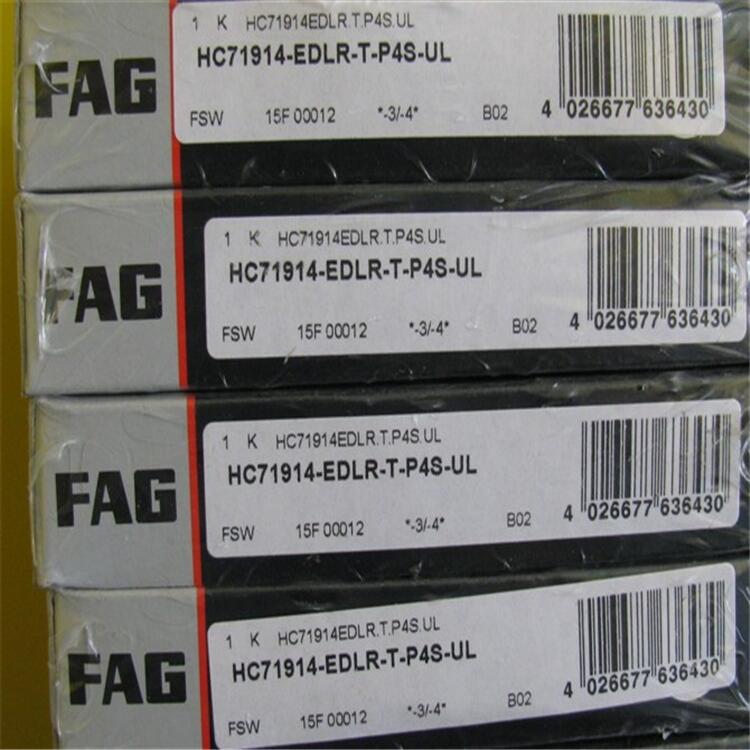 FAG
1 K HC71914EDLR.T.P4S.UL
HC71914-EDLR-T-P4S-UL
FSW 15F 00012 *-3/-4* B02 4 026677 636430
FAG
1 K HC71914EDLR.T.P4S.UL
HC71914-EDLR-T-P4S-UL
FSW 15F 00012 *-3/-4* B02 4 026677 636430
FAG
1 K HC71914EDLR.T.P4S.UL
HC71914-EDLR-T-P4S-UL
FSW 15F 00012 *-3/-4* B02 4 026677 636430
FAG
1 K HC71914EDLR.T.P4S.UL
HC71914-EDLR-T-P4S-UL
FSW 15F 00012 *-3/-4* B02 4 026677 636430